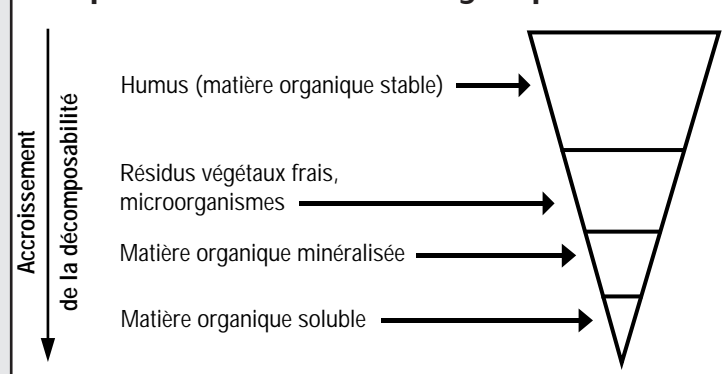 Accroissement
de la décomposabilité
Humus (matière organique stable)
Résidus végétaux frais,
microorganismes
Matière organique minéralisée
Matière organique soluble